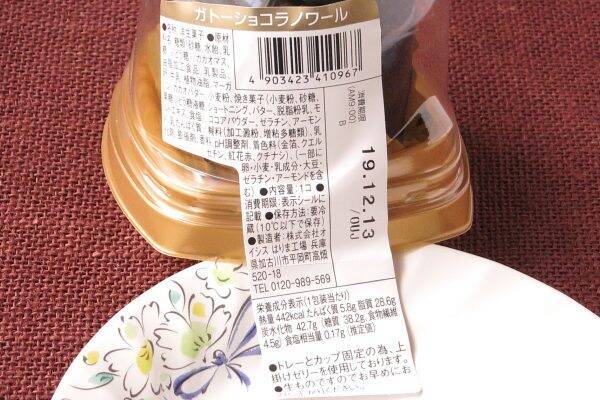 ガトーショコラノワール
4 903423 410967
消費期限
(AM9:00)
B
19.12.13
/OUJ
●名称:洋生菓子 ●原材
小麦粉、焼き菓子(小麦粉、砂糖、
ショートニング、バター、脱脂粉乳、モ
ココアパウダー、ゼラチン、アーモン
糊料(加工澱粉、増粘多糖類)、乳
pH調整剤、着色料(金箔、クエル
セチン、紅花赤、クチナシ)、(一部に
卵・小麦・乳成分・大豆・
ゼラチン・アーモンドを含
む) ●内容量:1コ ●
消費期限:表示シールに
記載 ●保存方法:要冷
蔵(10℃以下で保存)
●製造者:株式会社オ
イシス はりま工場 兵庫
県加古川市平岡町高畑
520-18
TEL 0120-989-569
栄養成分表示(1包装当たり)
熱量 442kcal たんぱく質 5.8g 脂質 28.6g
炭水化物 42.7g (糖質 38.2g 食物繊維
4.5g) 食塩相当量 0.17g (推定値)
●トレーとカップ固定の為、上
掛けゼリーを使用しております。
●生ものですのでお早めにお